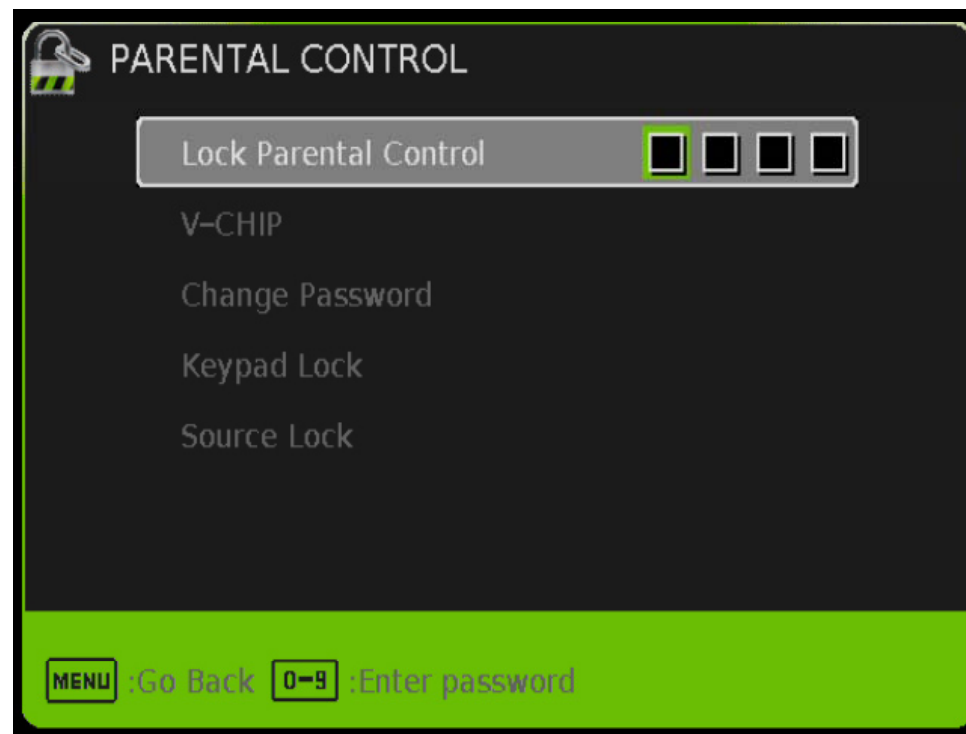 PARENTAL CONTROL
Lock Parental Control
V-CHIP
Change Password
Keypad Lock
Source Lock
MENU :Go Back 0-9 :Enter password